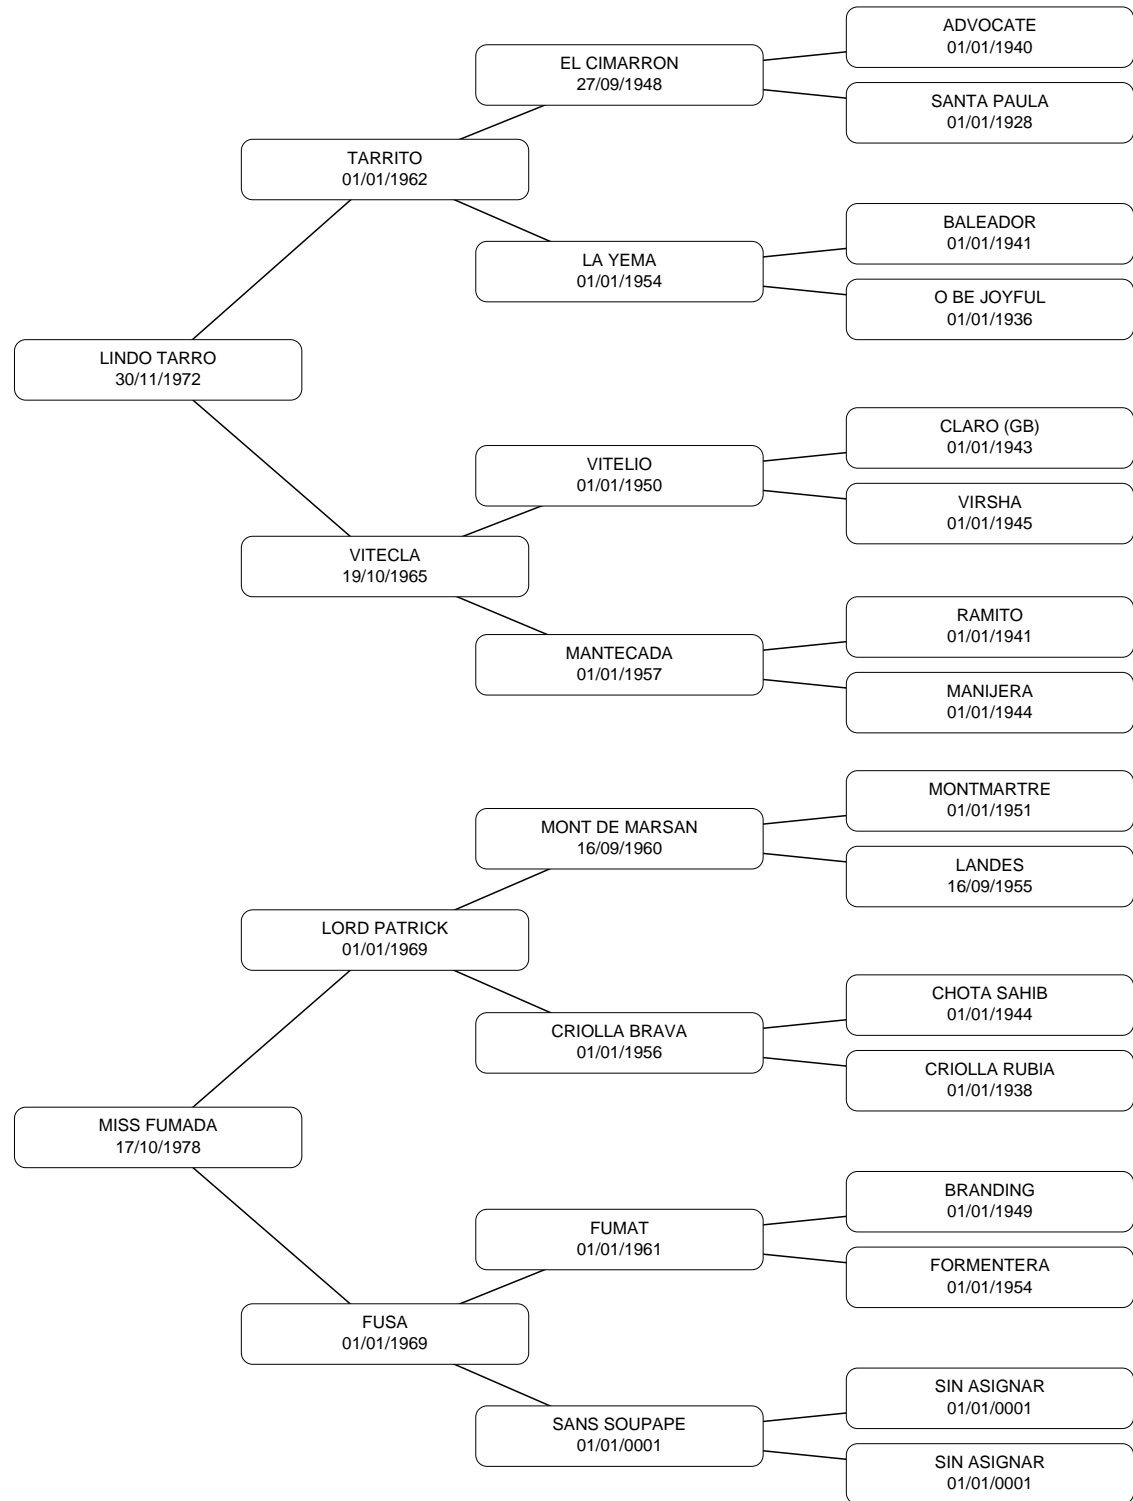 ADVOCATE
01/01/1940
EL CIMARRON
27/09/1948
SANTA PAULA
01/01/1928
TARRITO
01/01/1962
BALEADOR
01/01/1941
LA YEMA
01/01/1954
O BE JOYFUL
01/01/1936
LINDO TARRO
30/11/1972
CLARO (GB)
01/01/1943
VITELIO
01/01/1950
VIRSHA
01/01/1945
VITECLA
19/10/1965
RAMITO
01/01/1941
MANTECADA
01/01/1957
MANIJERA
01/01/1944
MONTMARTRE
01/01/1951
MONT DE MARSAN
16/09/1960
LANDES
16/09/1955
LORD PATRICK
01/01/1969
CHOTA SAHIB
01/01/1944
CRIOLLA BRAVA
01/01/1956
CRIOLLA RUBIA
01/01/1938
MISS FUMADA
17/10/1978
BRANDING
01/01/1949
FUMAT
01/01/1961
FORMENTERA
01/01/1954
FUSA
01/01/1969
SIN ASIGNAR
01/01/0001
SANS SOUPAPE
01/01/0001
SIN ASIGNAR
01/01/0001